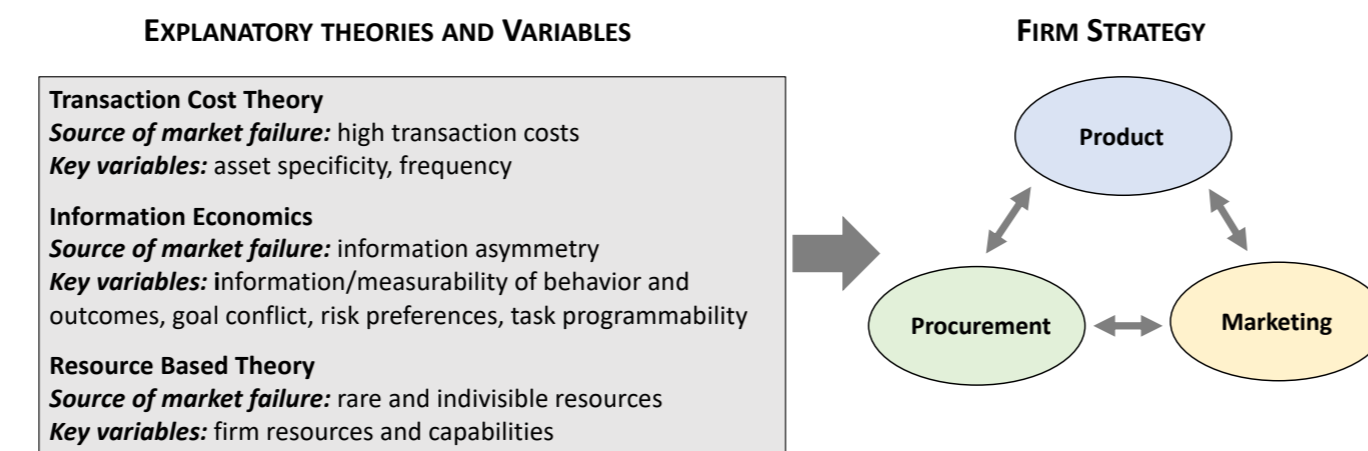 EXPLANATORY THEORIES AND VARIABLES
Transaction Cost Theory
Source of market failure: high transaction costs
Key variables: asset specificity, frequency
Information Economics
Source of market failure: information asymmetry
Key variables: information/measurability of behavior and
outcomes, goal conflict, risk preferences, task programmability
Resource Based Theory
Source of market failure: rare and indivisible resources
Key variables: firm resources and capabilities
FIRM STRATEGY
Product
Procurement
Marketing